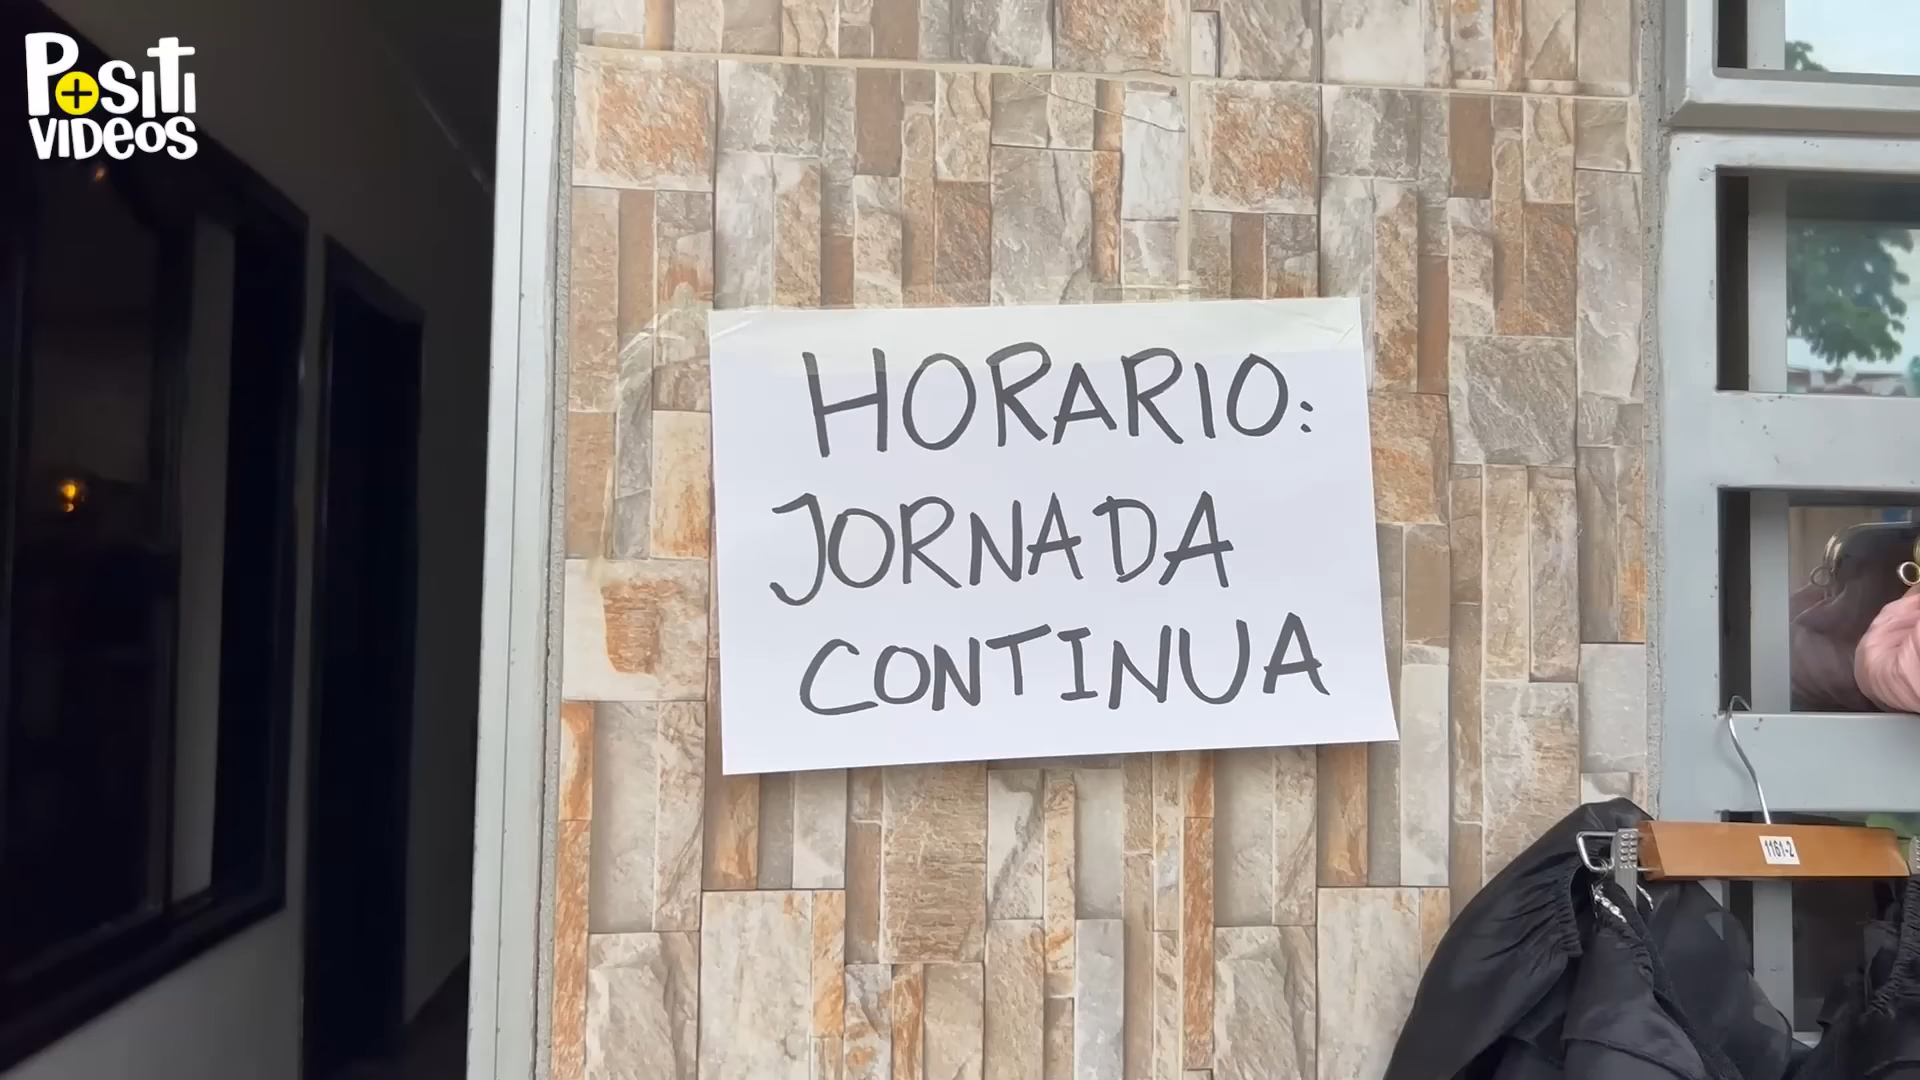 POSITI
VIDEOS
HORARIO:
JORNADA
CONTINUA
1161-2